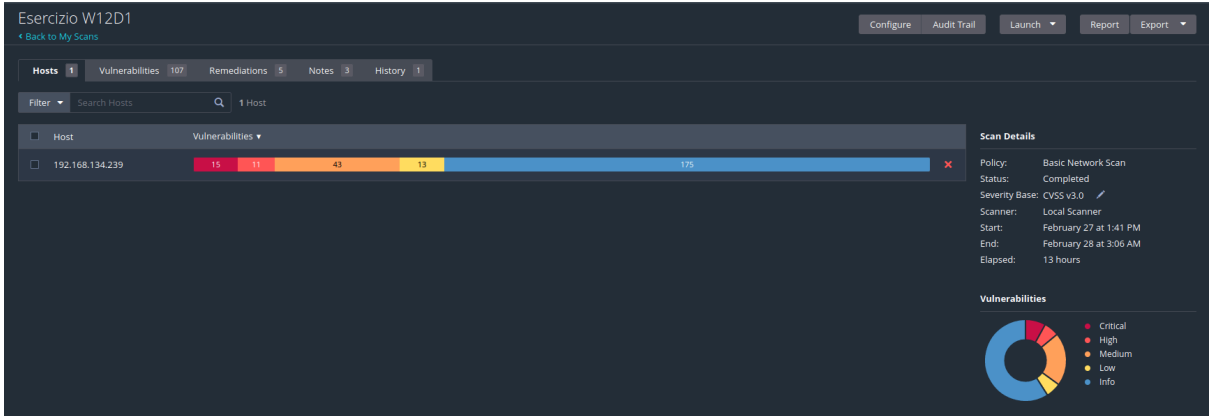 Esercizio W12D1
Back to My Scans
Configure Audit Trail Launch Report Export
Hosts 1 Vulnerabilities 107 Remediations 5 Notes 3 History 1
Filter Search Hosts 1 Host
Host Vulnerabilities
192.168.134.239 15 11 43 13 175
Scan Details
Policy: Basic Network Scan
Status: Completed
Severity Base: CVSS v3.0
Scanner: Local Scanner
Start: February 27 at 1:41 PM
End: February 28 at 3:06 AM
Elapsed: 13 hours
Vulnerabilities
Critical
High
Medium
Low
Info